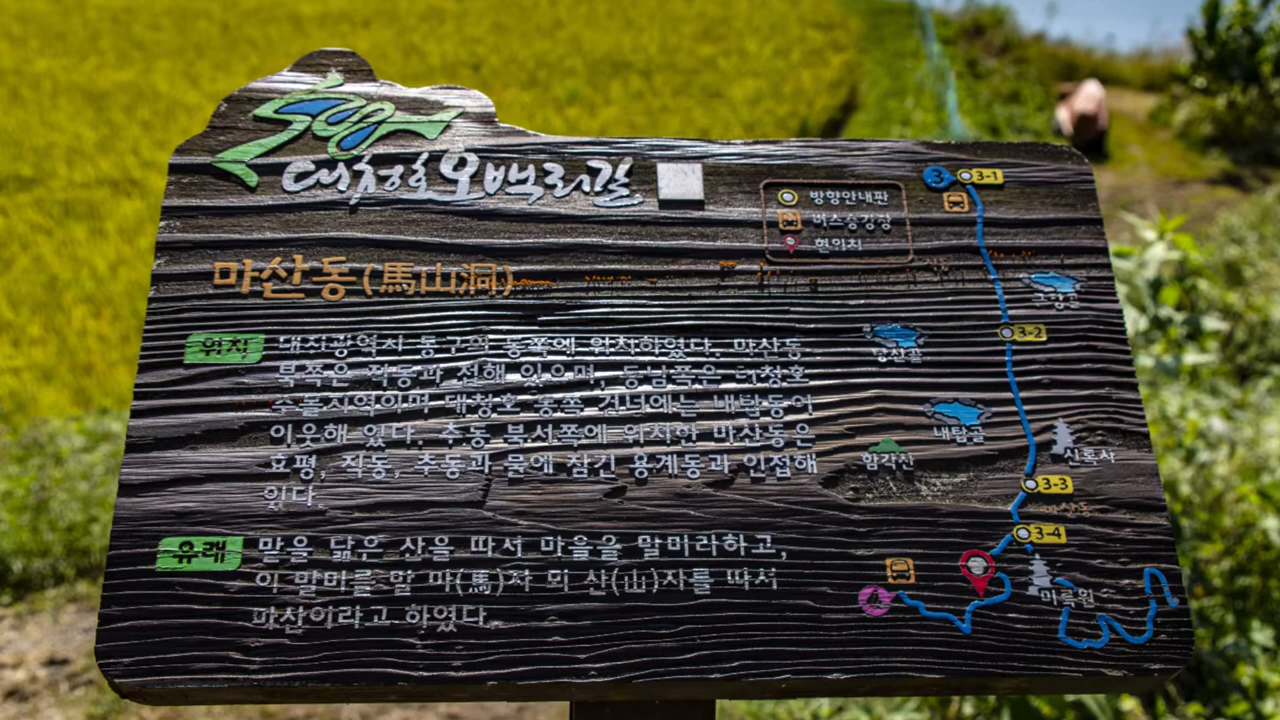 500
대청호오백리길
방향안내판
버스승강장
현위치
마산동(馬山洞)
위치
대전광역시 동구의 동쪽에 위치하였다. 마산동
북쪽은 직동과 접해 있으며, 동남쪽은 대청호
수몰지역이며 대청호 동쪽 건너에는 내탑동이
이웃해 있다. 추동 북서쪽에 위치한 마산동은
효평, 직동, 추동과 물에 잠긴 용계동과 인접해
있다.
유래
말을 닮은 산을 따서 마을을 말미라하고,
이 말미를 말 마(馬)자 뫼 산(山)자를 따서
마산이라고 하였다
3
3-1
3-2
내탑골
신록사
3-3
마산동
3-4
미륵원